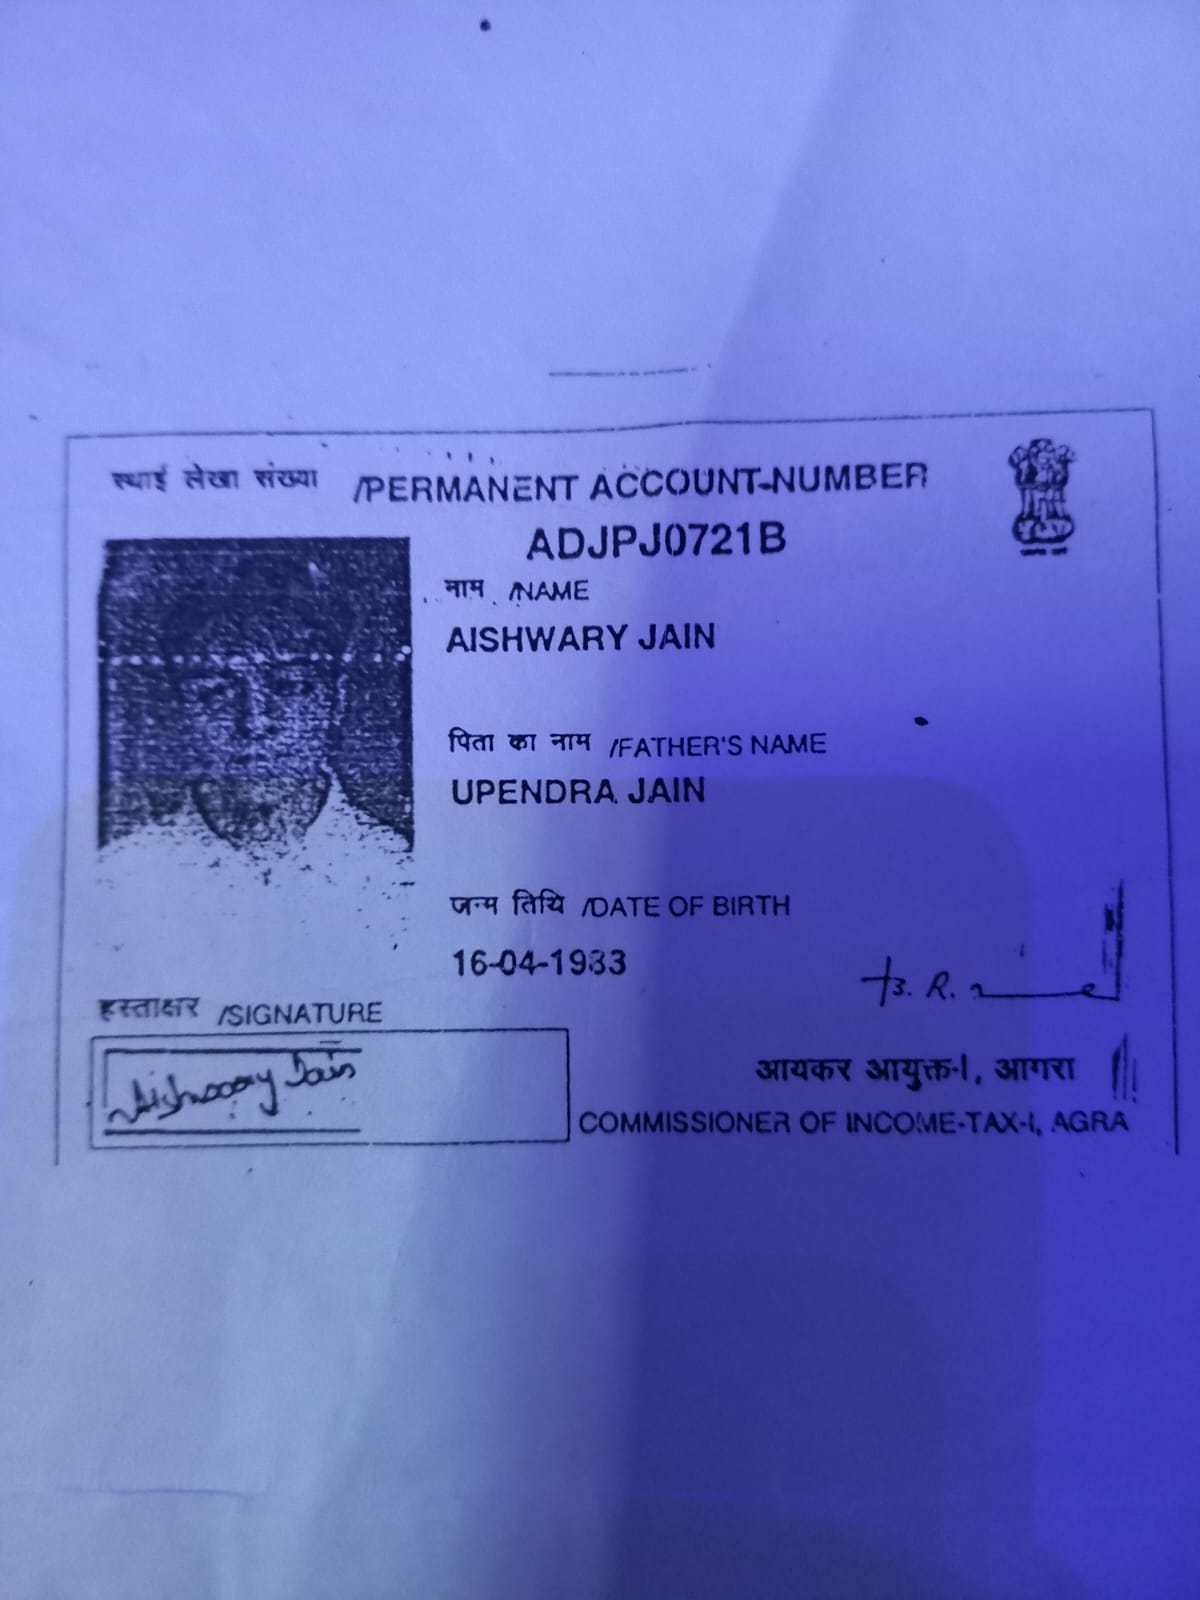 स्थाई लेखा संख्या /PERMANENT ACCOUNT NUMBER
ADJPJ0721B
नाम /NAME
AISHWARY JAIN
पिता का नाम /FATHER'S NAME
UPENDRA JAIN
जन्म तिथि /DATE OF BIRTH
16-04-1983
हस्ताक्षर /SIGNATURE
Aishwary Jain
आयकर आयुक्त-I, आगरा
COMMISSIONER OF INCOME-TAX-I, AGRA